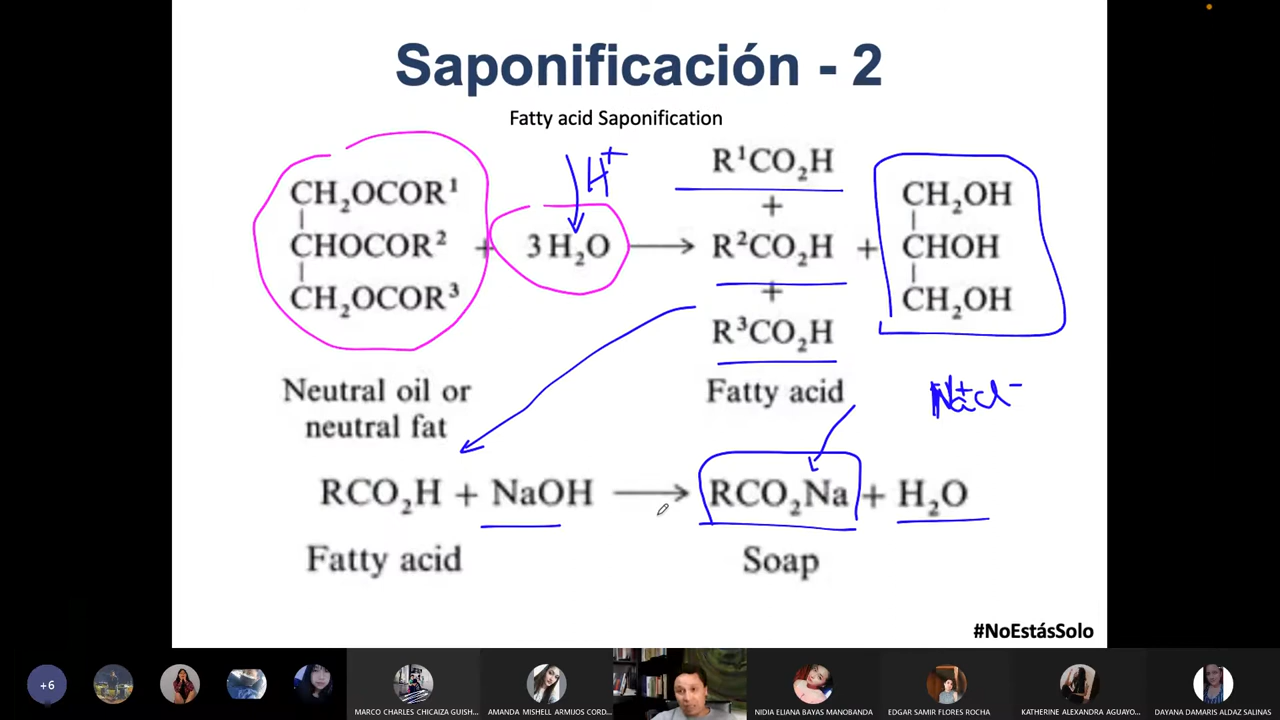 Saponificación - 2
Fatty acid Saponification
H⁺
CH₂OCOR¹
CHOCOR²
CH₂OCOR³
+
3H₂O
R¹CO₂H
+
R²CO₂H
+
R³CO₂H
+
CH₂OH
CHOH
CH₂OH
Neutral oil or
neutral fat
Fatty acid
Na⁺Cl⁻
RCO₂H + NaOH → RCO₂Na + H₂O
Fatty acid
Soap
#NoEstásSolo
+6
MARCO CHARLES CHICAIZA GUISH...
AMANDA MISHELL ARMIJOS CORD...
NIDIA ELIANA BAYAS MANOBANDA
EDGAR SAMIR FLORES ROCHA
KATHERINE ALEXANDRA AGUAYO...
DAYANA DAMARIS ALDAZ SALINAS